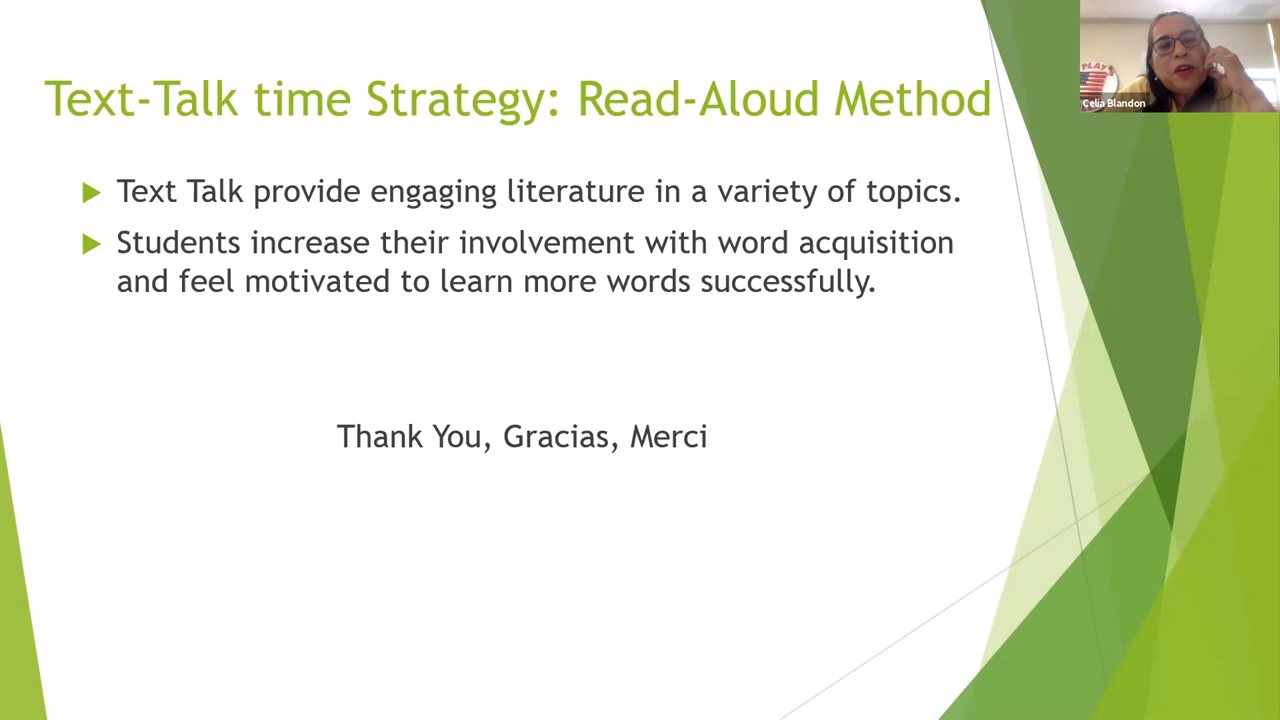 Text-Talk time Strategy: Read-Aloud Method
Text Talk provide engaging literature in a variety of topics.
Students increase their involvement with word acquisition
and feel motivated to learn more words successfully.
Thank You, Gracias, Merci
PLAY
Celia Blandon